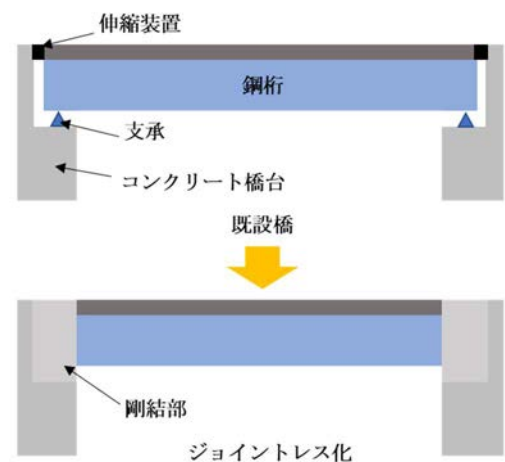 伸縮装置
鋼桁
支承
コンクリート橋台
既設橋
剛結部
ジョイントレス化